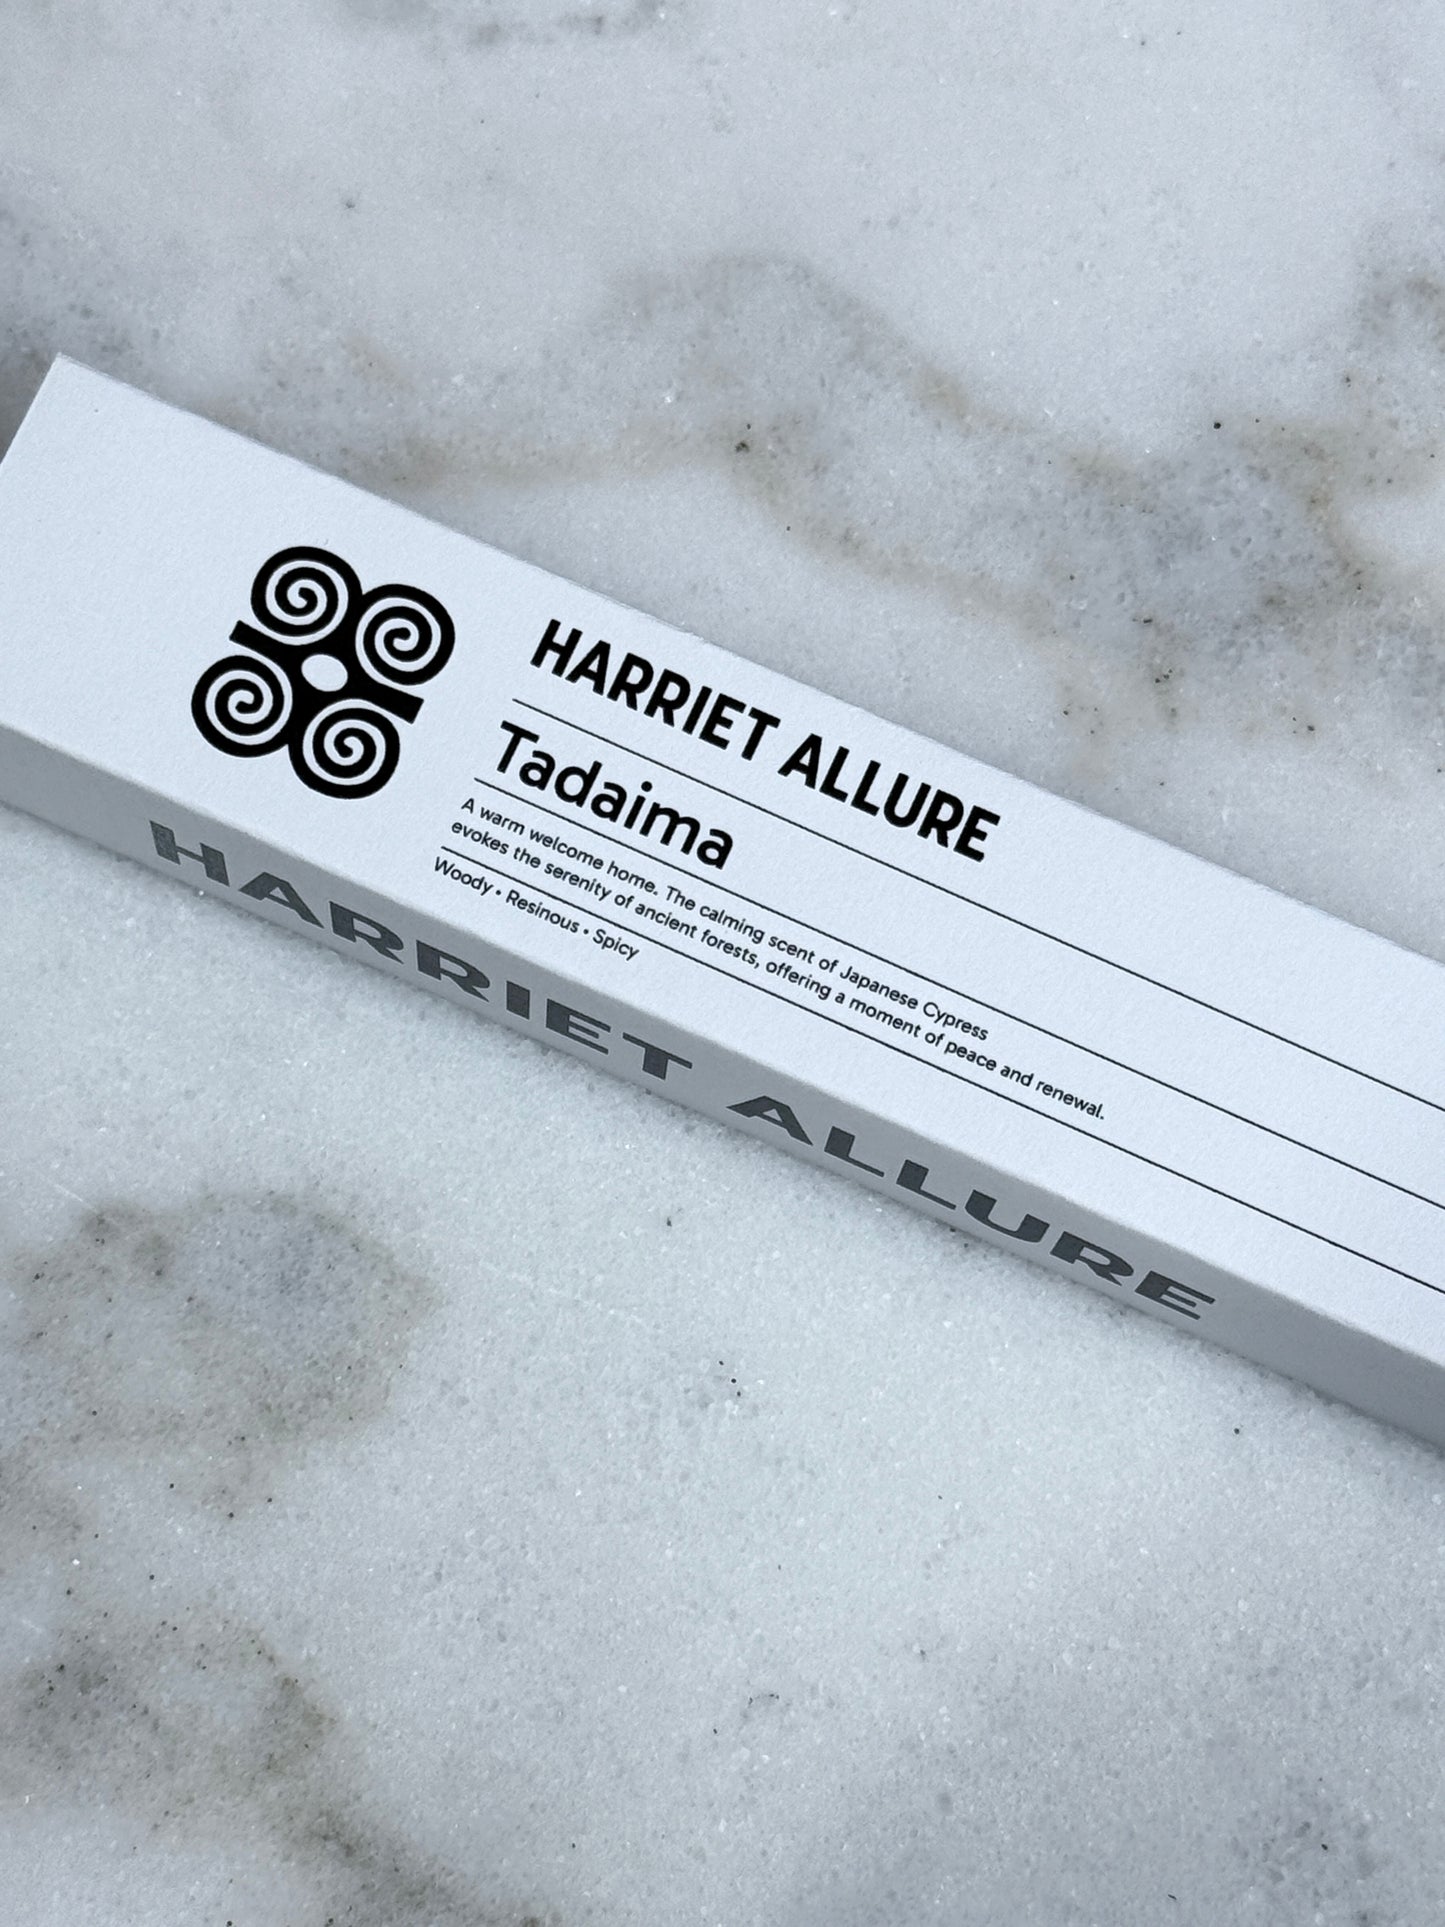 HARRIET ALLURE
Tadaima
A warm welcome home. The calming scent of Japanese Cypress
evokes the serenity of ancient forests, offering a moment of peace and renewal.
Woody • Resinous • Spicy
HARRIET ALLURE